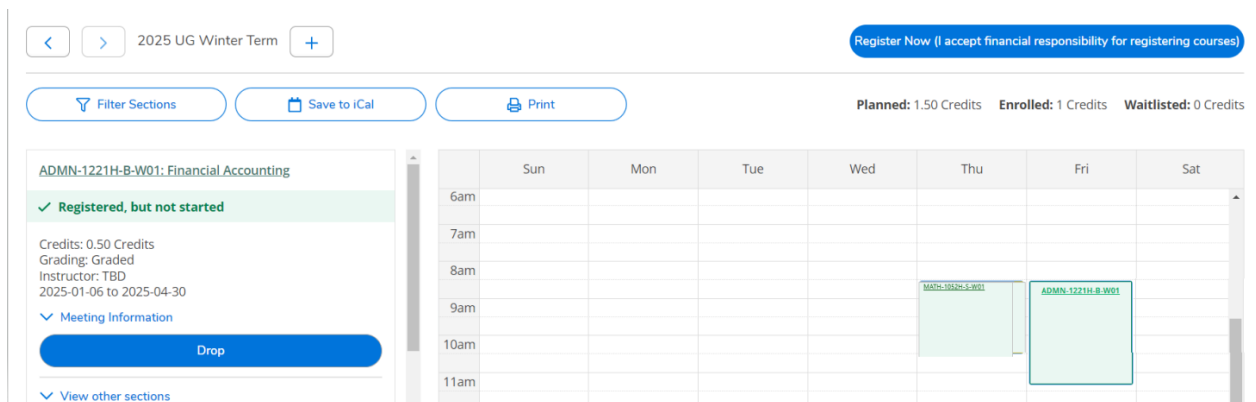 2025 UG Winter Term
Register Now (I accept financial responsibility for registering courses)
Filter Sections
Save to iCal
Print
Planned: 1.50 Credits Enrolled: 1 Credits Waitlisted: 0 Credits
ADMN-1221H-B-W01: Financial Accounting
Registered, but not started
Credits: 0.50 Credits
Grading: Graded
Instructor: TBD
2025-01-06 to 2025-04-30
Meeting Information
Drop
View other sections
Sun Mon Tue Wed Thu Fri Sat
6am
7am
8am
MATH-1052H-S-W01
ADMN-1221H-B-W01
9am
10am
11am